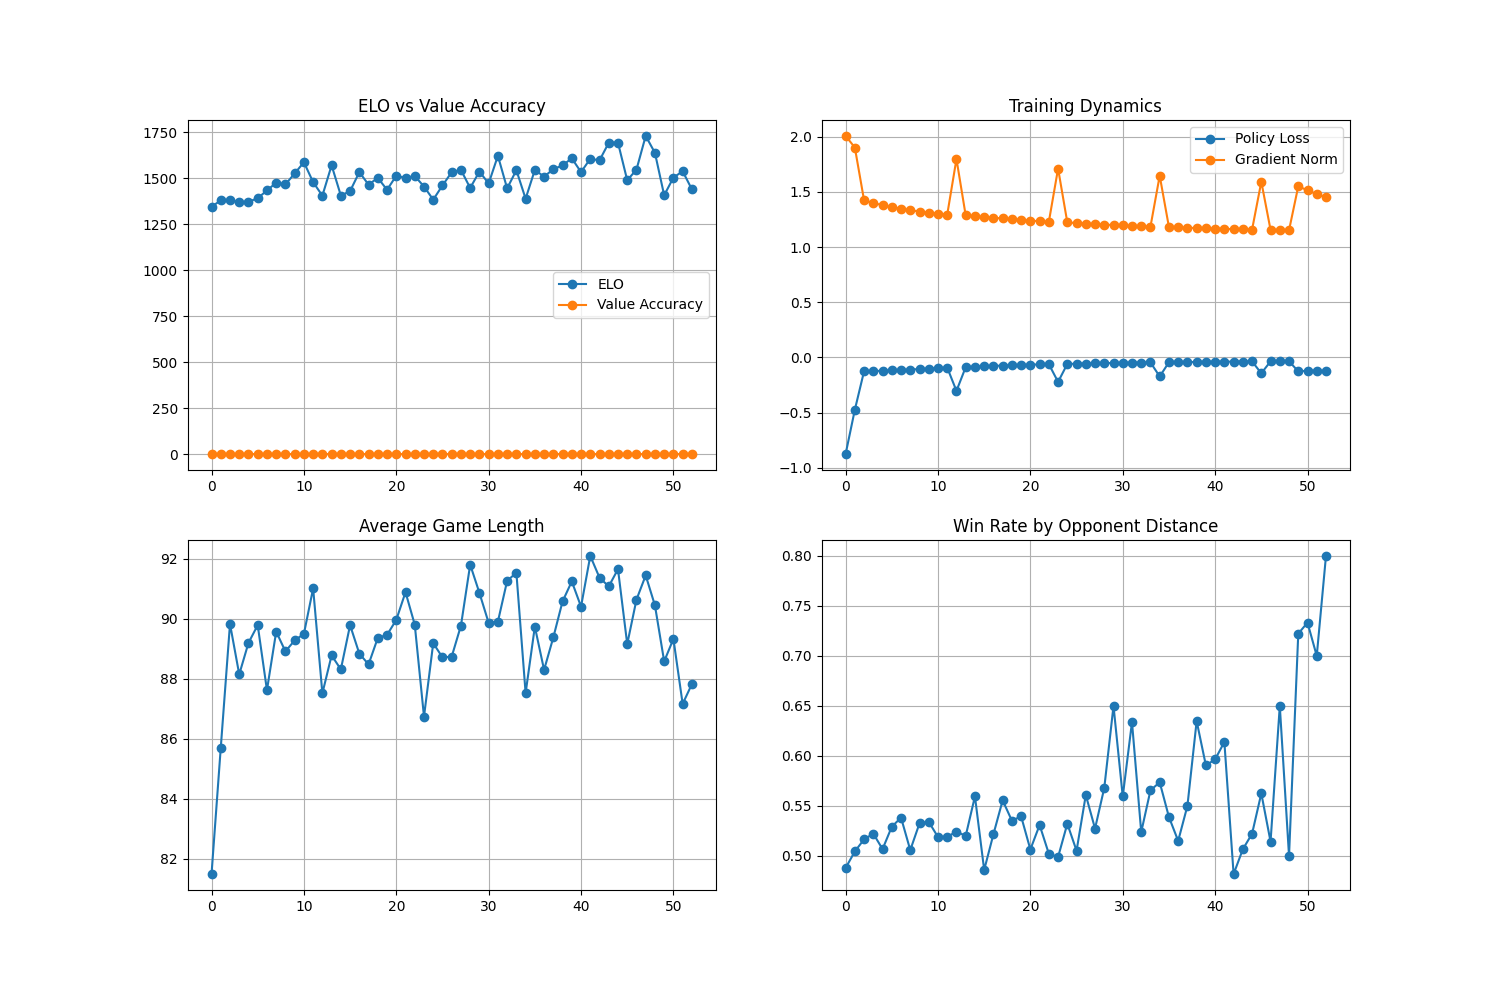 ELO vs Value Accuracy
1750
1500
1250
1000
750
500
250
0
0 10 20 30 40 50
ELO
Value Accuracy
Training Dynamics
2.0
1.5
1.0
0.5
0.0
−0.5
−1.0
0 10 20 30 40 50
Policy Loss
Gradient Norm
Average Game Length
92
90
88
86
84
82
0 10 20 30 40 50
Win Rate by Opponent Distance
0.80
0.75
0.70
0.65
0.60
0.55
0.50
0 10 20 30 40 50